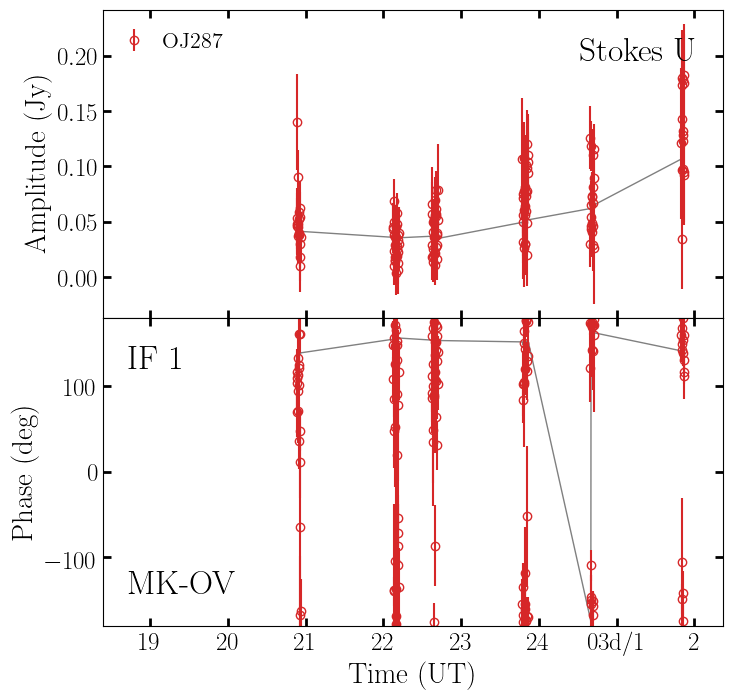 OJ287
Stokes U
0.20
0.15
0.10
0.05
0.00
Amplitude (Jy)
IF 1
100
0
−100
Phase (deg)
MK-OV
19 20 21 22 23 24 03d/1 2
Time (UT)